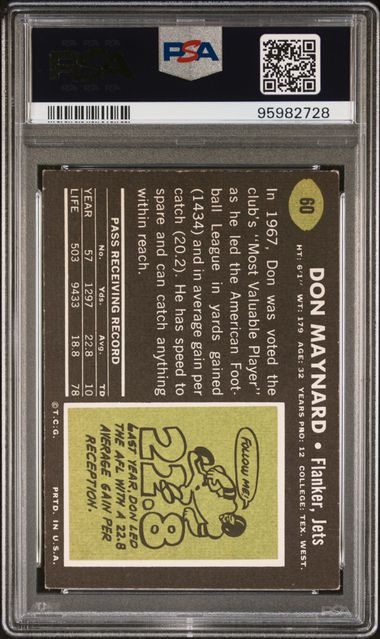 PSA
PSA
95982728
60
DON MAYNARD • Flanker, Jets
HT: 6'1" WT: 179 AGE: 32 YEARS PRO: 12 COLLEGE: TEX. WEST.
In 1967, Don was voted the
club's "Most Valuable Player"
as he led the American Foot-
ball League in yards gained
(1434) and in average gain per
catch (20.2). He has speed to
spare and can catch anything
within reach.
PASS RECEIVING RECORD
No. Yds. Avg. TD
YEAR 57 1297 22.8 10
LIFE 503 9433 18.8 78
FOLLOW ME!
22.8
LAST YEAR DON LED
THE AFL WITH A 22.8
AVERAGE GAIN PER
RECEPTION.
© T.C.G. PRTD. IN U.S.A.